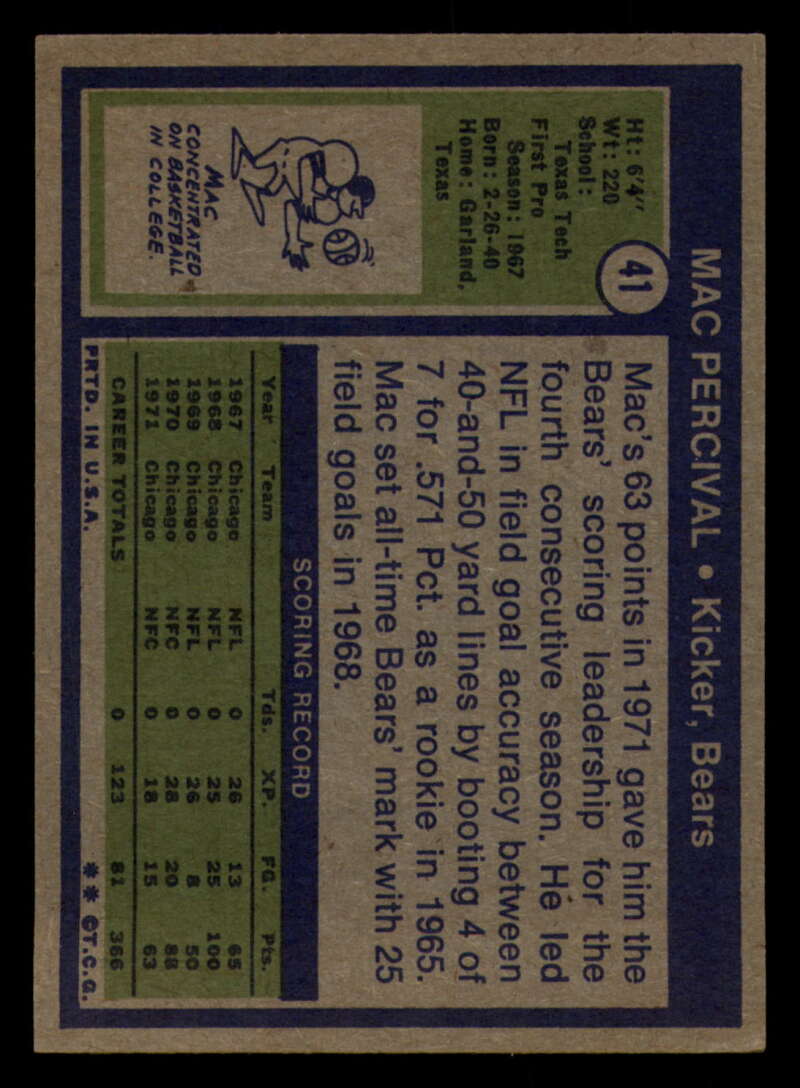 MAC PERCIVAL • Kicker, Bears
41
Ht: 6'4"
Wt: 220
School:
Texas Tech
First Pro
Season: 1967
Born: 2-26-40
Home: Garland,
Texas
MAC
CONCENTRATED
ON BASKETBALL
IN COLLEGE.
Mac's 63 points in 1971 gave him the
Bears' scoring leadership for the
fourth consecutive season. He led
NFL in field goal accuracy between
40-and-50 yard lines by booting 4 of
7 for .571 Pct. as a rookie in 1965.
Mac set all-time Bears' mark with 25
field goals in 1968.
SCORING RECORD
Year Team Tds. XP. FG. Pts.
1967 Chicago NFL 0 26 13 65
1968 Chicago NFL 0 25 25 100
1969 Chicago NFL 0 26 8 50
1970 Chicago NFC 0 28 20 88
1971 Chicago NFC 0 18 15 63
CAREER TOTALS 0 123 81 366
PRTD. IN U.S.A. ** ©T.C.G.